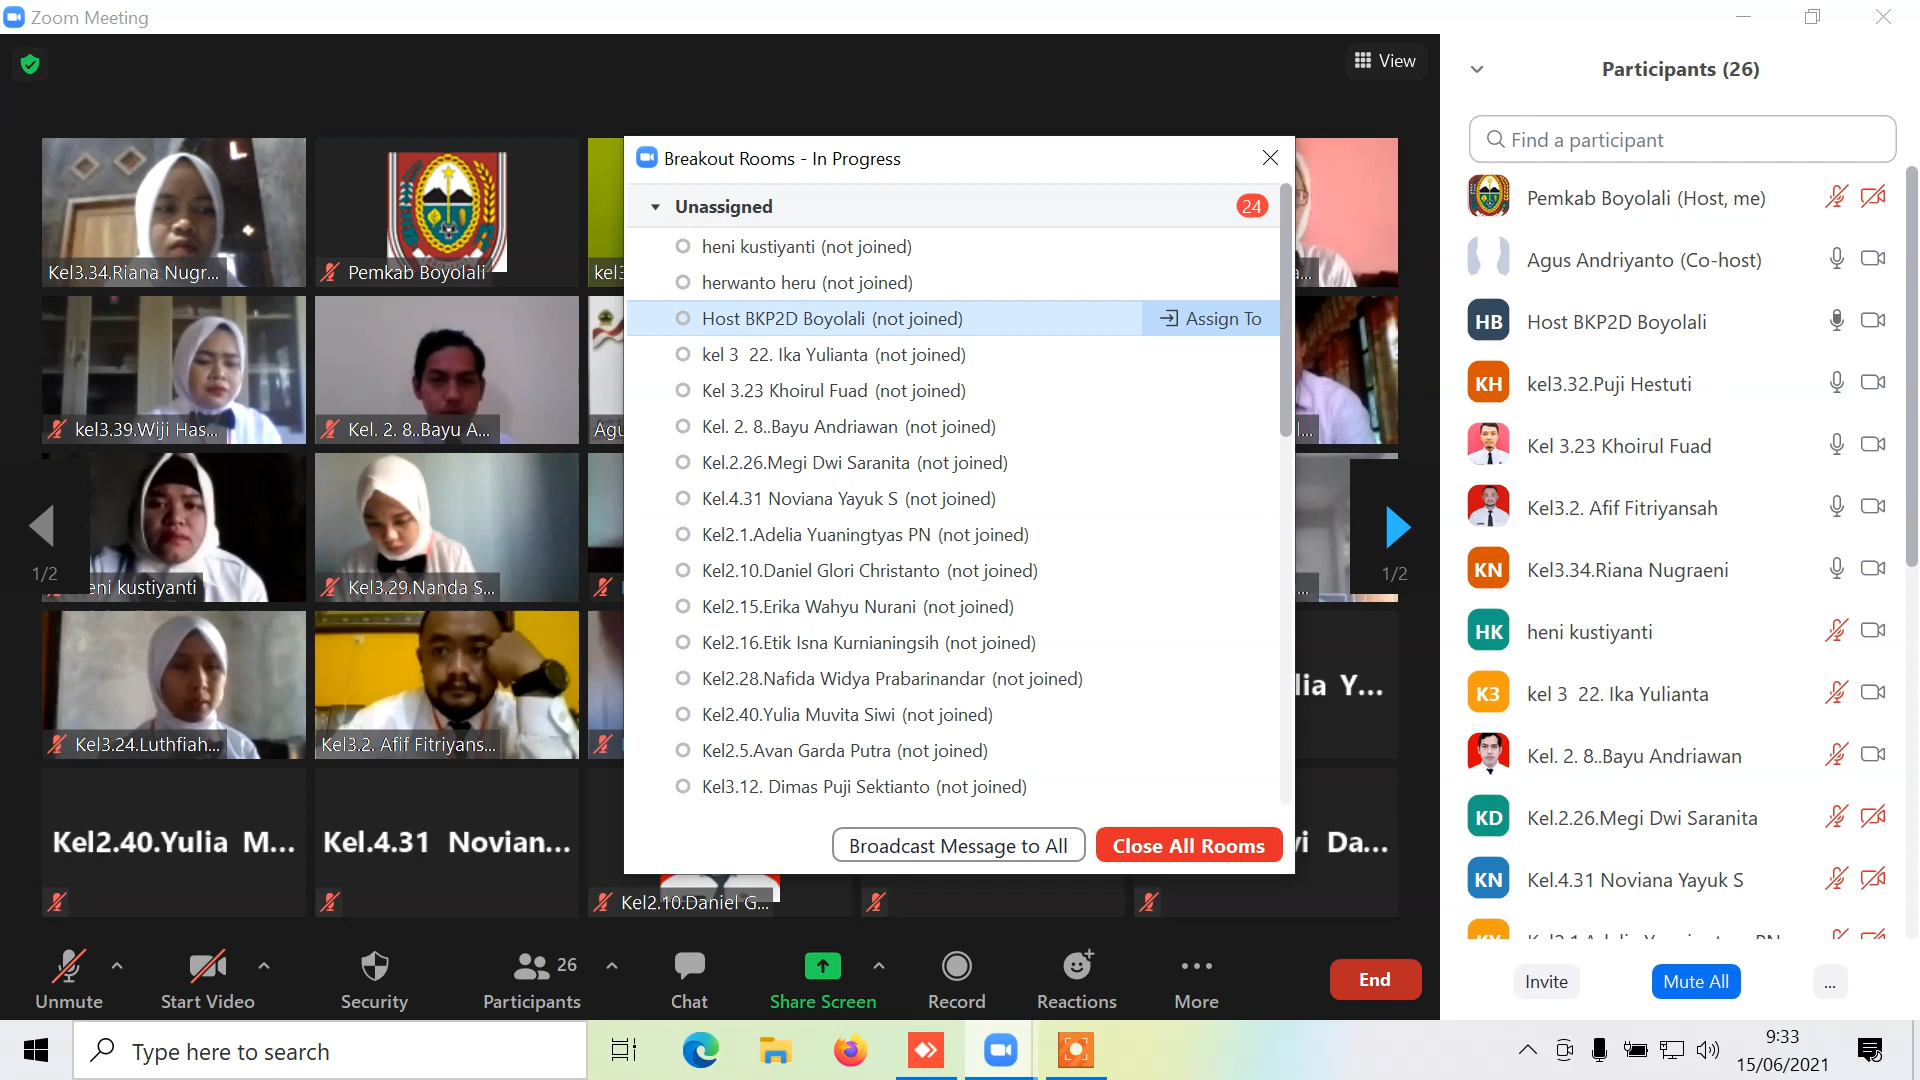 Zoom Meeting
View
Kel3.34.Riana Nugr...
Pemkab Boyolali
kel3.39.Wiji Has...
Kel. 2. 8..Bayu A...
1/2
eni kustiyanti
Kel3.29.Nanda S...
1/2
Kel3.24.Luthfiah...
Kel3.2. Afif Fitriyans...
lia Y...
Kel2.40.Yulia M...
Kel.4.31 Novian...
Kel2.10.Daniel G...
vi Da...
Breakout Rooms - In Progress
Unassigned
24
heni kustiyanti (not joined)
herwanto heru (not joined)
Host BKP2D Boyolali (not joined)
Assign To
kel 3 22. Ika Yulianta (not joined)
Kel 3.23 Khoirul Fuad (not joined)
Kel. 2. 8..Bayu Andriawan (not joined)
Kel.2.26.Megi Dwi Saranita (not joined)
Kel.4.31 Noviana Yayuk S (not joined)
Kel2.1.Adelia Yuaningtyas PN (not joined)
Kel2.10.Daniel Glori Christanto (not joined)
Kel2.15.Erika Wahyu Nurani (not joined)
Kel2.16.Etik Isna Kurnianingsih (not joined)
Kel2.28.Nafida Widya Prabarinandar (not joined)
Kel2.40.Yulia Muvita Siwi (not joined)
Kel2.5.Avan Garda Putra (not joined)
Kel3.12. Dimas Puji Sektianto (not joined)
Broadcast Message to All
Close All Rooms
Participants (26)
Find a participant
Pemkab Boyolali (Host, me)
Agus Andriyanto (Co-host)
HB Host BKP2D Boyolali
KH kel3.32.Puji Hestuti
Kel 3.23 Khoirul Fuad
Kel3.2. Afif Fitriyansah
KN Kel3.34.Riana Nugraeni
HK heni kustiyanti
K3 kel 3 22. Ika Yulianta
Kel. 2. 8..Bayu Andriawan
KD Kel.2.26.Megi Dwi Saranita
KN Kel.4.31 Noviana Yayuk S
Invite
Mute All
...
Unmute
Start Video
Security
26
Participants
Chat
Share Screen
Record
Reactions
More
End
Type here to search
9:33
15/06/2021